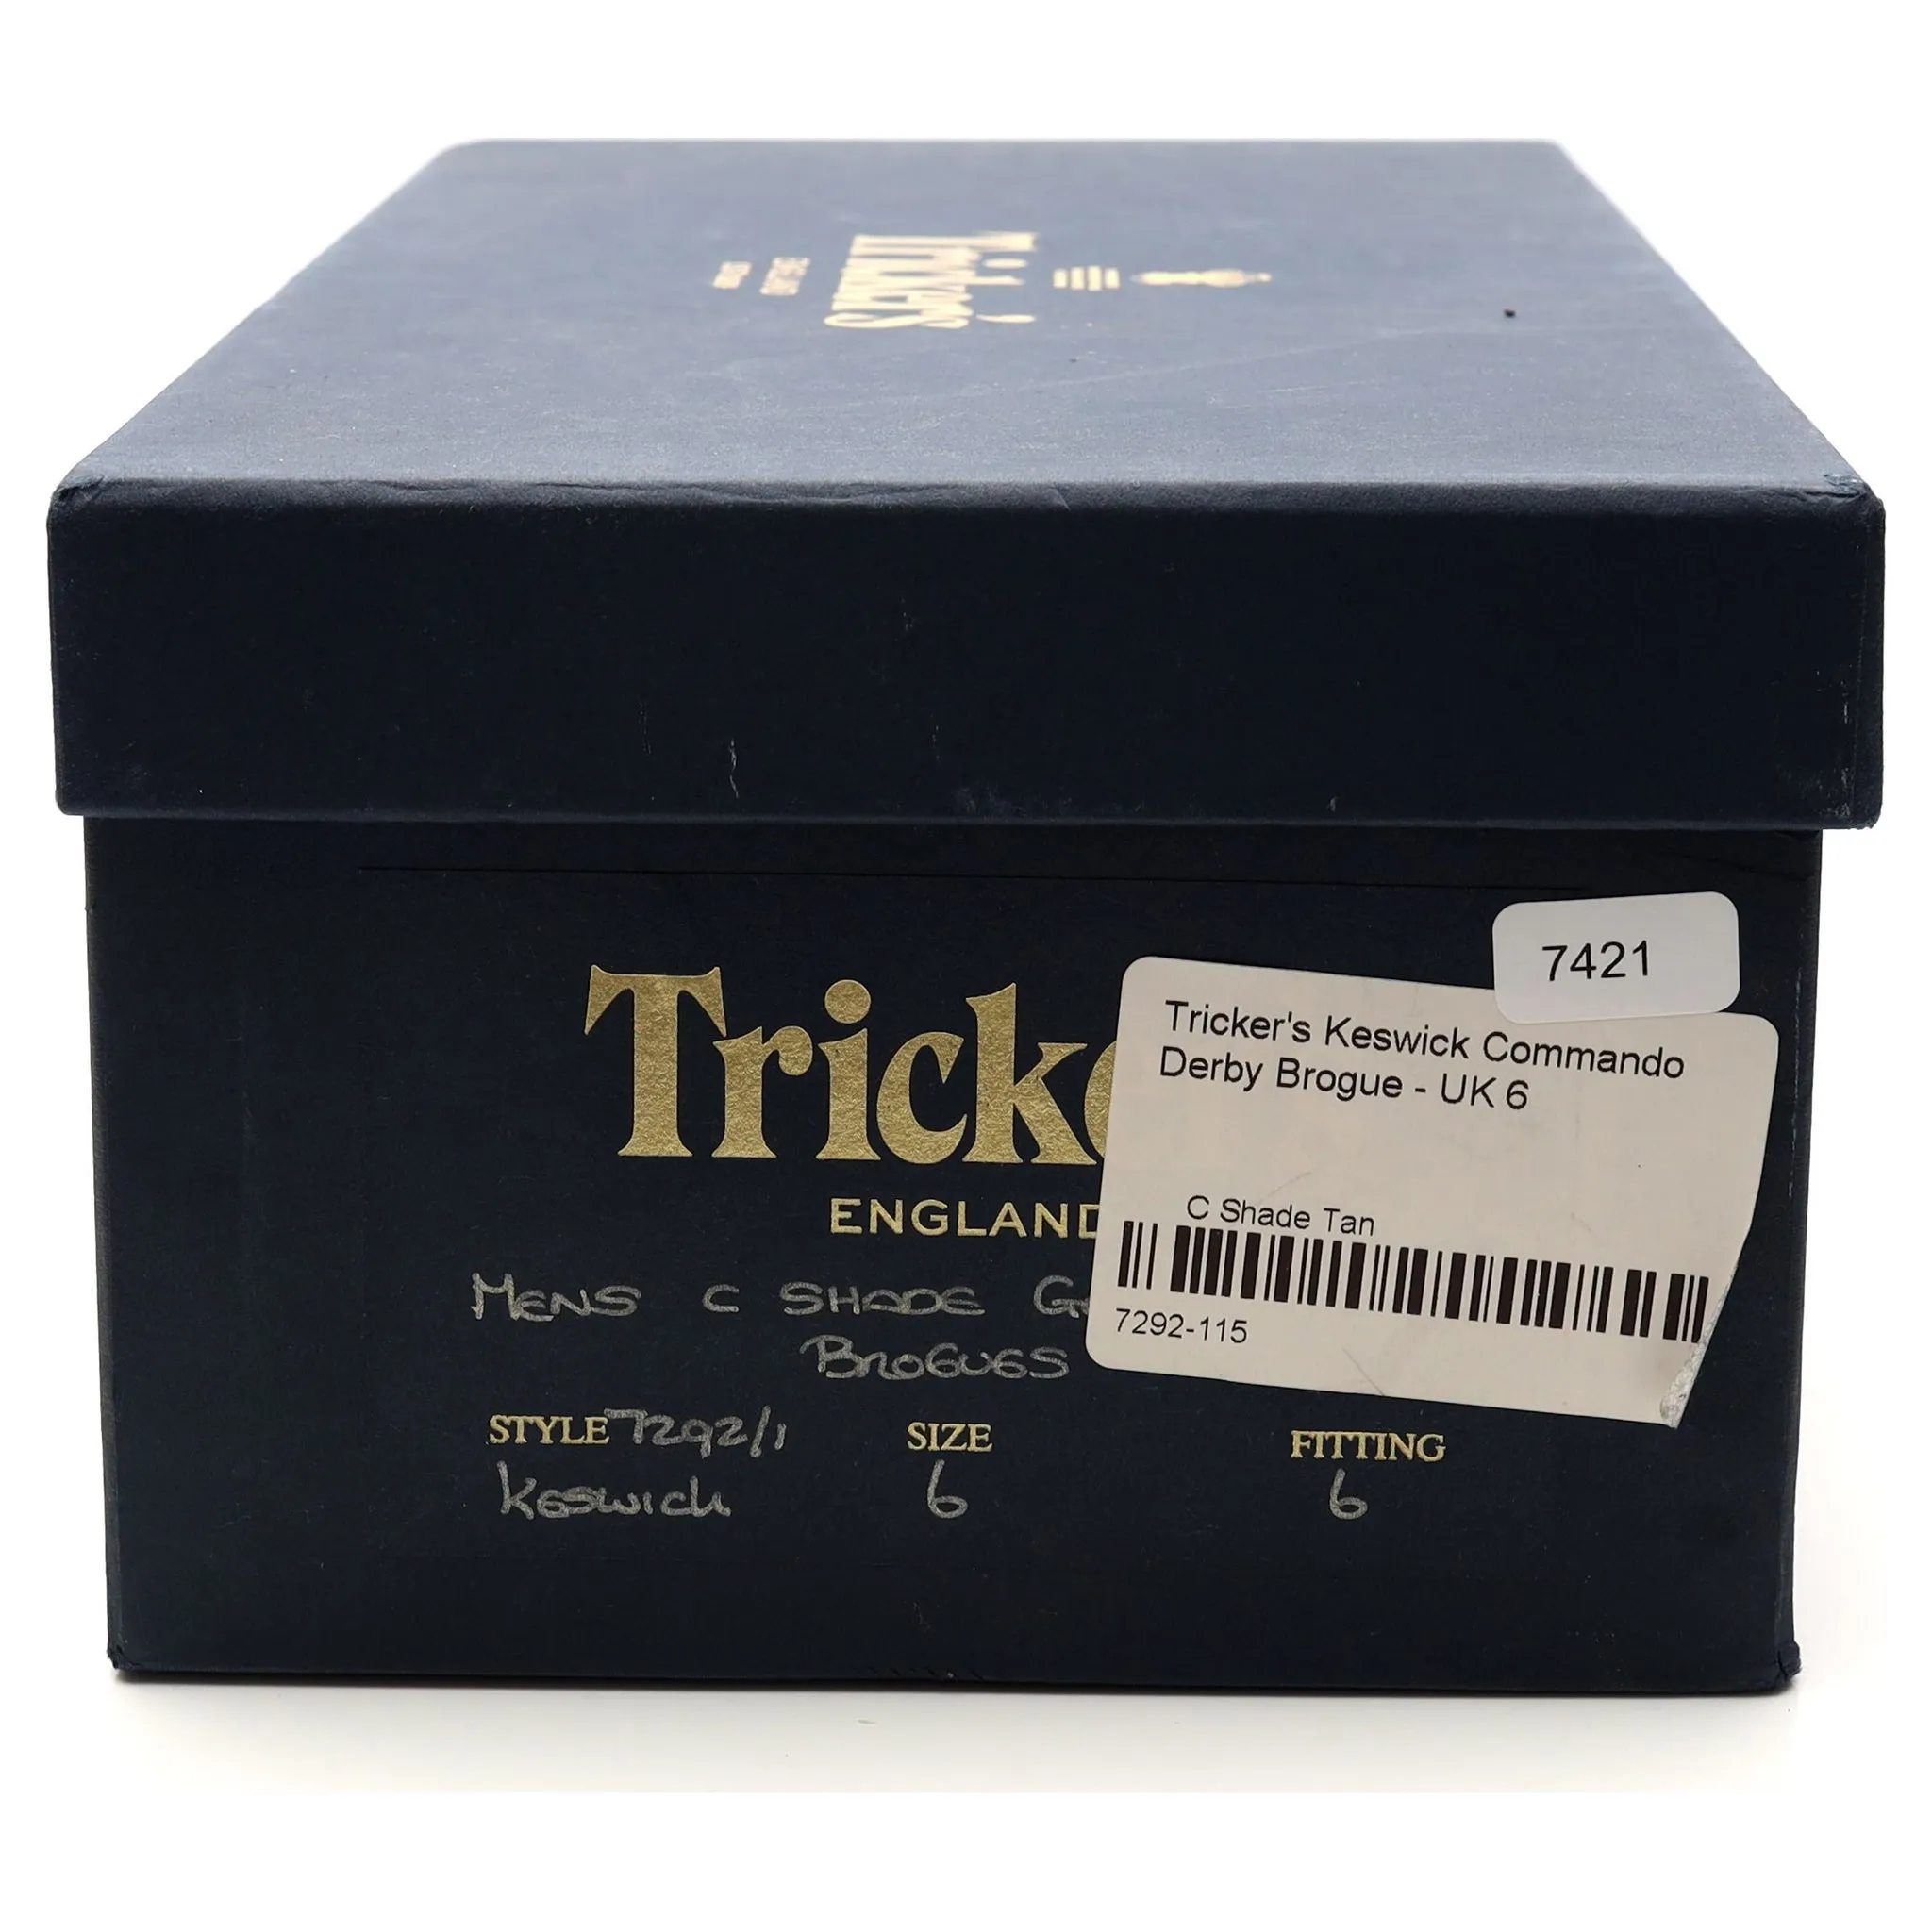 TRICKER'S
7421
Tricker's Keswick Commando
Derby Brogue - UK 6
C Shade Tan
7292-115
Tricke
ENGLAND
MENS C SHADE G
BROGUES
STYLE 7292/1
KESWICK
SIZE
6
FITTING
6